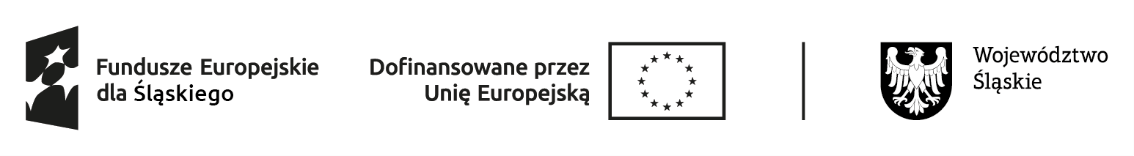 Fundusze Europejskie
dla Śląskiego
Dofinansowane przez
Unię Europejską
Województwo
Śląskie